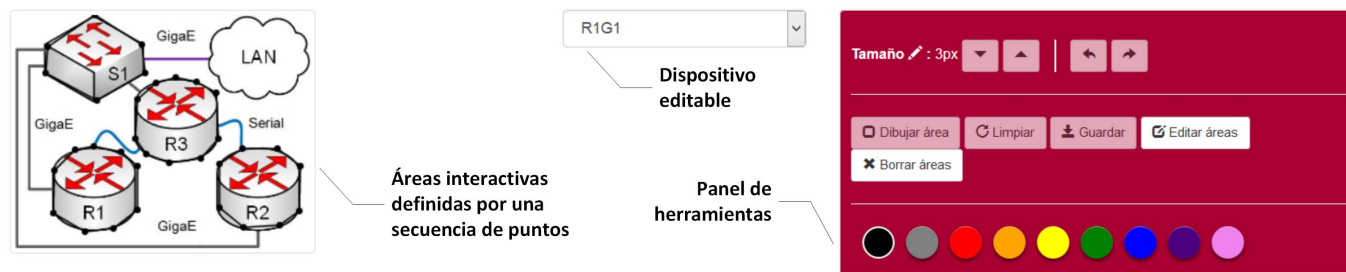 GigaE
LAN
S1
GigaE
Serial
R3
R1
R2
GigaE
Áreas interactivas
definidas por una
secuencia de puntos
R1G1
Dispositivo
editable
Panel de
herramientas
Tamaño : 3px
Dibujar área Limpiar Guardar Editar áreas
Borrar áreas